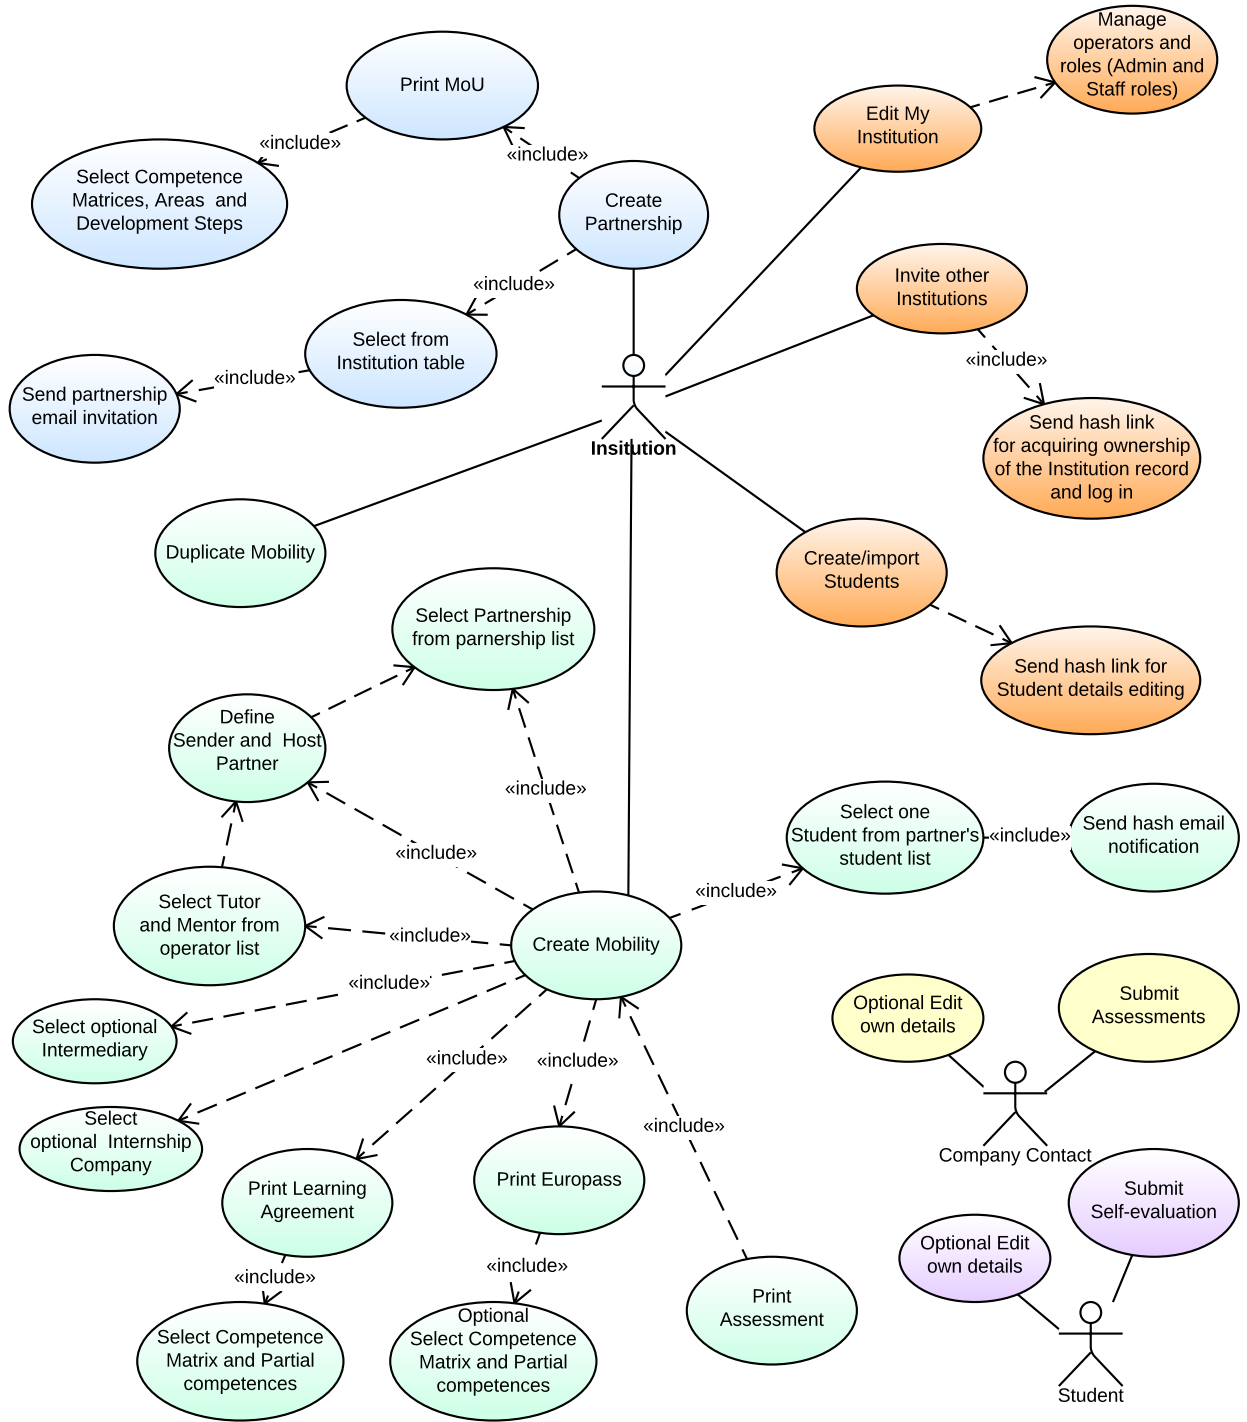 Manage
operators and
roles (Admin and
Staff roles)
Print MoU
Edit My
Institution
«include»
«include»
Select Competence
Matrices, Areas  and
Development Steps
Create
Partnership
Invite other
Institutions
«include»
Select from
Institution table
«include»
«include»
Send partnership
email invitation
Insitution
Send hash link
for acquiring ownership
of the Institution record
and log in
Duplicate Mobility
Create/import
Students
Select Partnership
from parnership list
Send hash link for
Student details editing
Define
Sender and  Host
Partner
«include»
Select one
Student from partner's
student list
«include»
Send hash email
notification
«include»
«include»
Select Tutor
and Mentor from
operator list
«include»
Create Mobility
«include»
Optional Edit
own details
Submit
Assessments
Select optional
Intermediary
«include»
«include»
Select
optional  Internship
Company
«include»
Company Contact
Print Learning
Agreement
Print Europass
Submit
Self-evaluation
Optional Edit
own details
«include»
«include»
Print
Assessment
Select Competence
Matrix and Partial
competences
Optional
Select Competence
Matrix and Partial
competences
Student